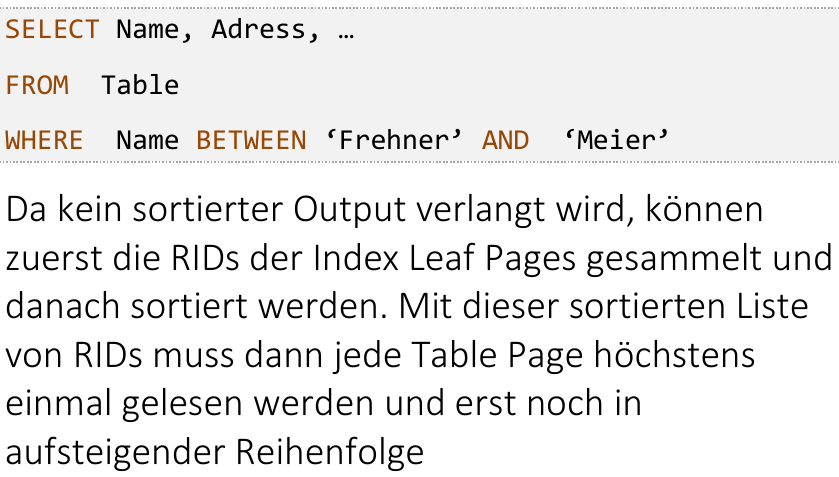 SELECT Name, Adress, …
FROM  Table
WHERE  Name BETWEEN ‘Frehner’ AND  ‘Meier’
Da kein sortierter Output verlangt wird, können
zuerst die RIDs der Index Leaf Pages gesammelt und
danach sortiert werden. Mit dieser sortierten Liste
von RIDs muss dann jede Table Page höchstens
einmal gelesen werden und erst noch in
aufsteigender Reihenfolge